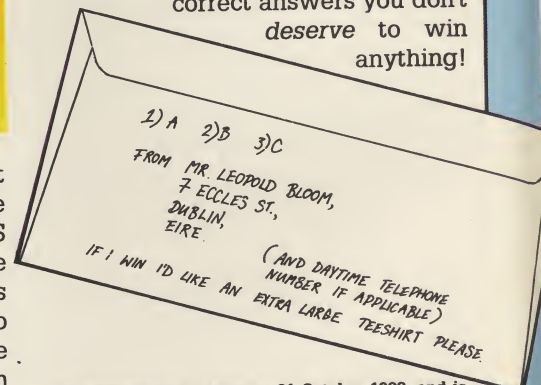 correct answers you don't
deserve to win
anything!
1) A 2) B 3) C
FROM MR. LEOPOLD BLOOM,
7 ECCLES ST.,
DUBLIN,
EIRE.
(AND DAYTIME TELEPHONE
NUMBER IF APPLICABLE)
IF I WIN I'D LIKE AN EXTRA LARGE TEESHIRT PLEASE.